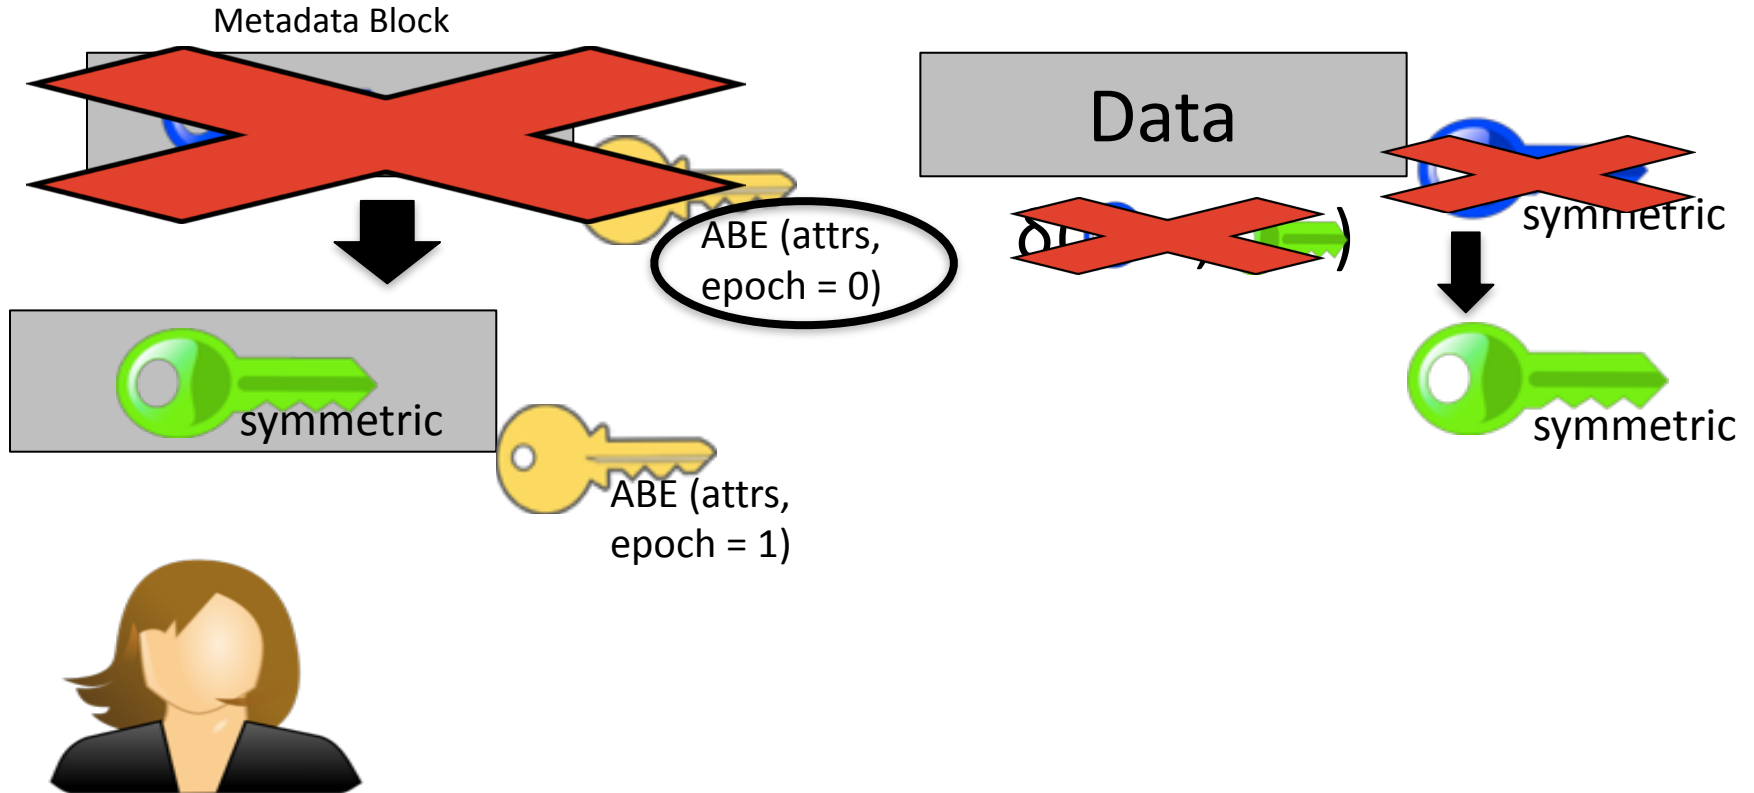 Metadata Block
Data
symmetric
ABE (attrs,
epoch = 0)
δ( , )
symmetric
symmetric
ABE (attrs,
epoch = 1)